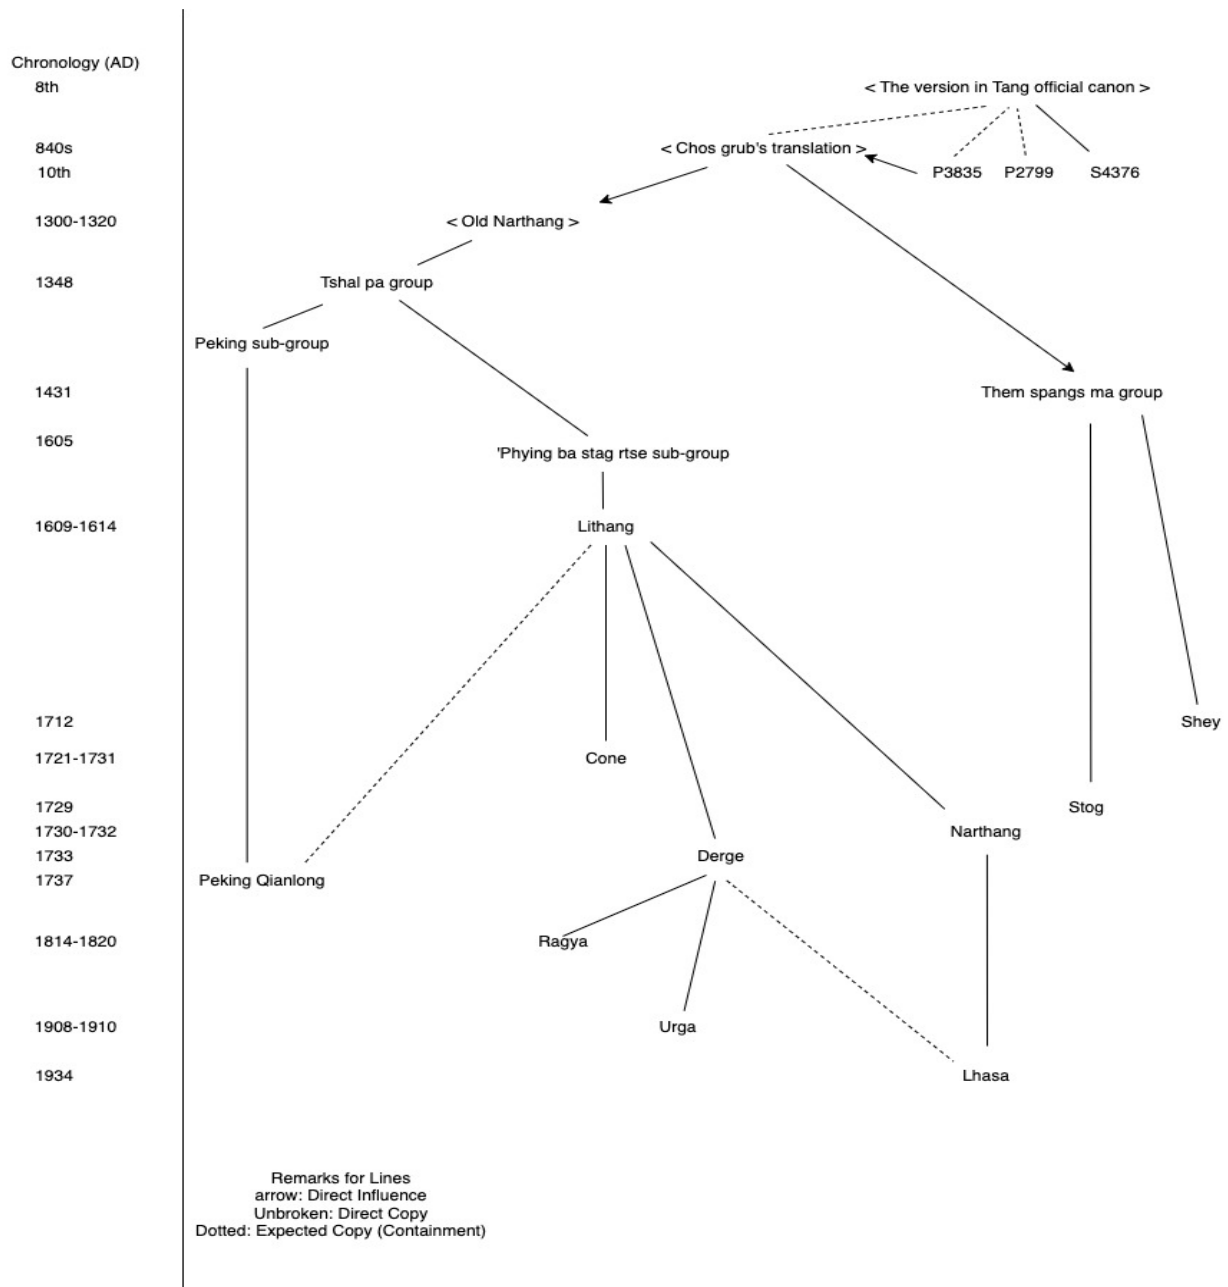 Chronology (AD)
8th
< The version in Tang official canon >
840s
< Chos grub's translation >
10th
P3835
P2799
S4376
1300-1320
< Old Narthang >
1348
Tshal pa group
Peking sub-group
1431
Them spangs ma group
1605
'Phying ba stag rtse sub-group
1609-1614
Lithang
1712
Shey
1721-1731
Cone
1729
Stog
1730-1732
Narthang
1733
Derge
1737
Peking Qianlong
1814-1820
Ragya
1908-1910
Urga
1934
Lhasa
Remarks for Lines
arrow: Direct Influence
Unbroken: Direct Copy
Dotted: Expected Copy (Containment)